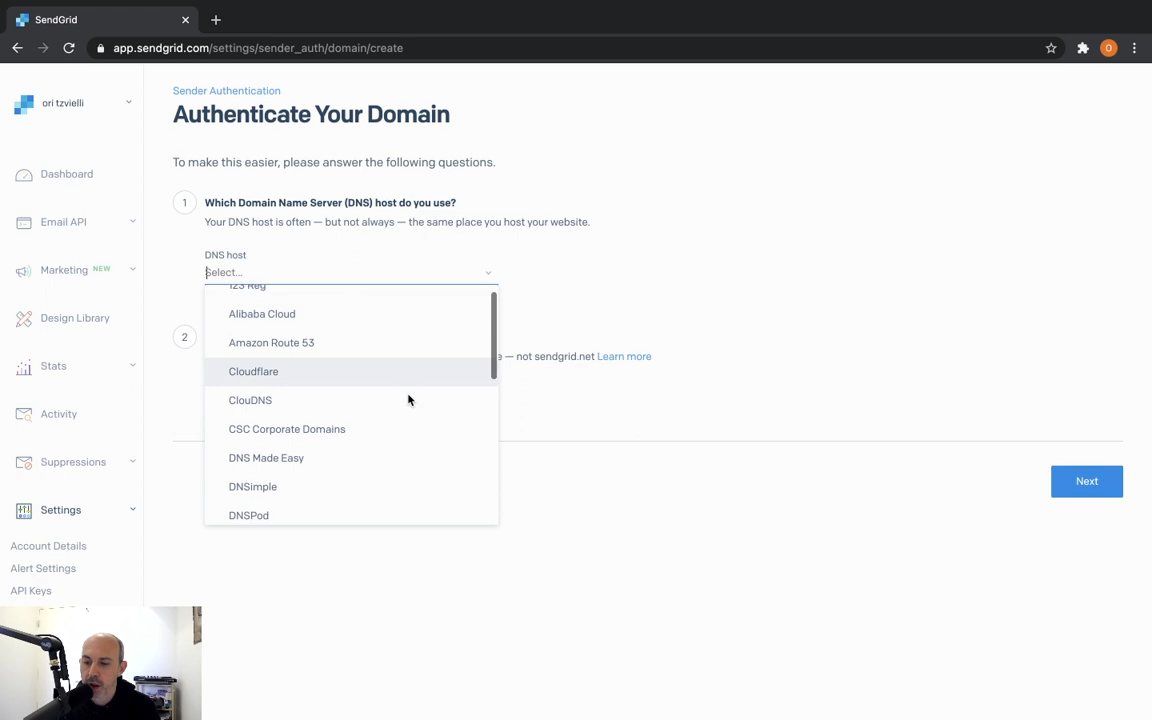 SendGrid
app.sendgrid.com/settings/sender_auth/domain/create
O
ori tzvielli
Dashboard
Email API
Marketing NEW
Design Library
Stats
Activity
Suppressions
Settings
Account Details
Alert Settings
API Keys
Sender Authentication
Authenticate Your Domain
To make this easier, please answer the following questions.
1 Which Domain Name Server (DNS) host do you use?
Your DNS host is often — but not always — the same place you host your website.
DNS host
Select...
123 Reg
Alibaba Cloud
Amazon Route 53
Cloudflare
ClouDNS
CSC Corporate Domains
DNS Made Easy
DNSimple
DNSPod
2
e — not sendgrid.net Learn more
Next